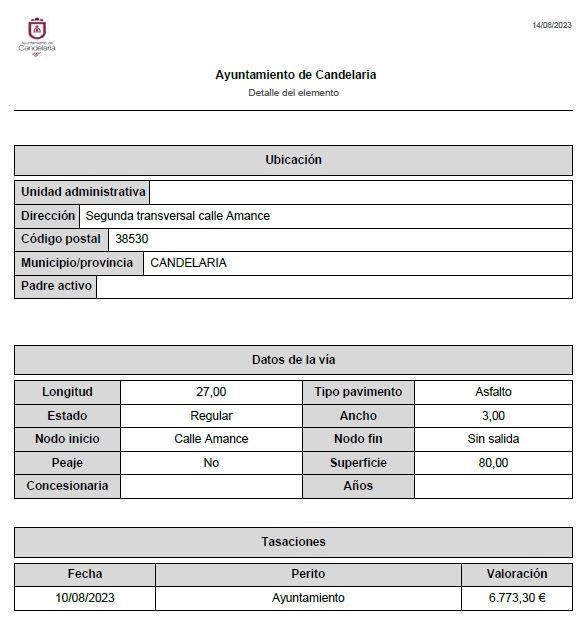 14/08/2023
Ayuntamiento de
Candelaria
Ayuntamiento de Candelaria
Detalle del elemento
Ubicación
Unidad administrativa
Dirección Segunda transversal calle Amance
Código postal 38530
Municipio/provincia CANDELARIA
Padre activo
Datos de la vía
Longitud 27,00 Tipo pavimento Asfalto
Estado Regular Ancho 3,00
Nodo inicio Calle Amance Nodo fin Sin salida
Peaje No Superficie 80,00
Concesionaria Años
Tasaciones
Fecha Perito Valoración
10/08/2023 Ayuntamiento 6.773,30 €